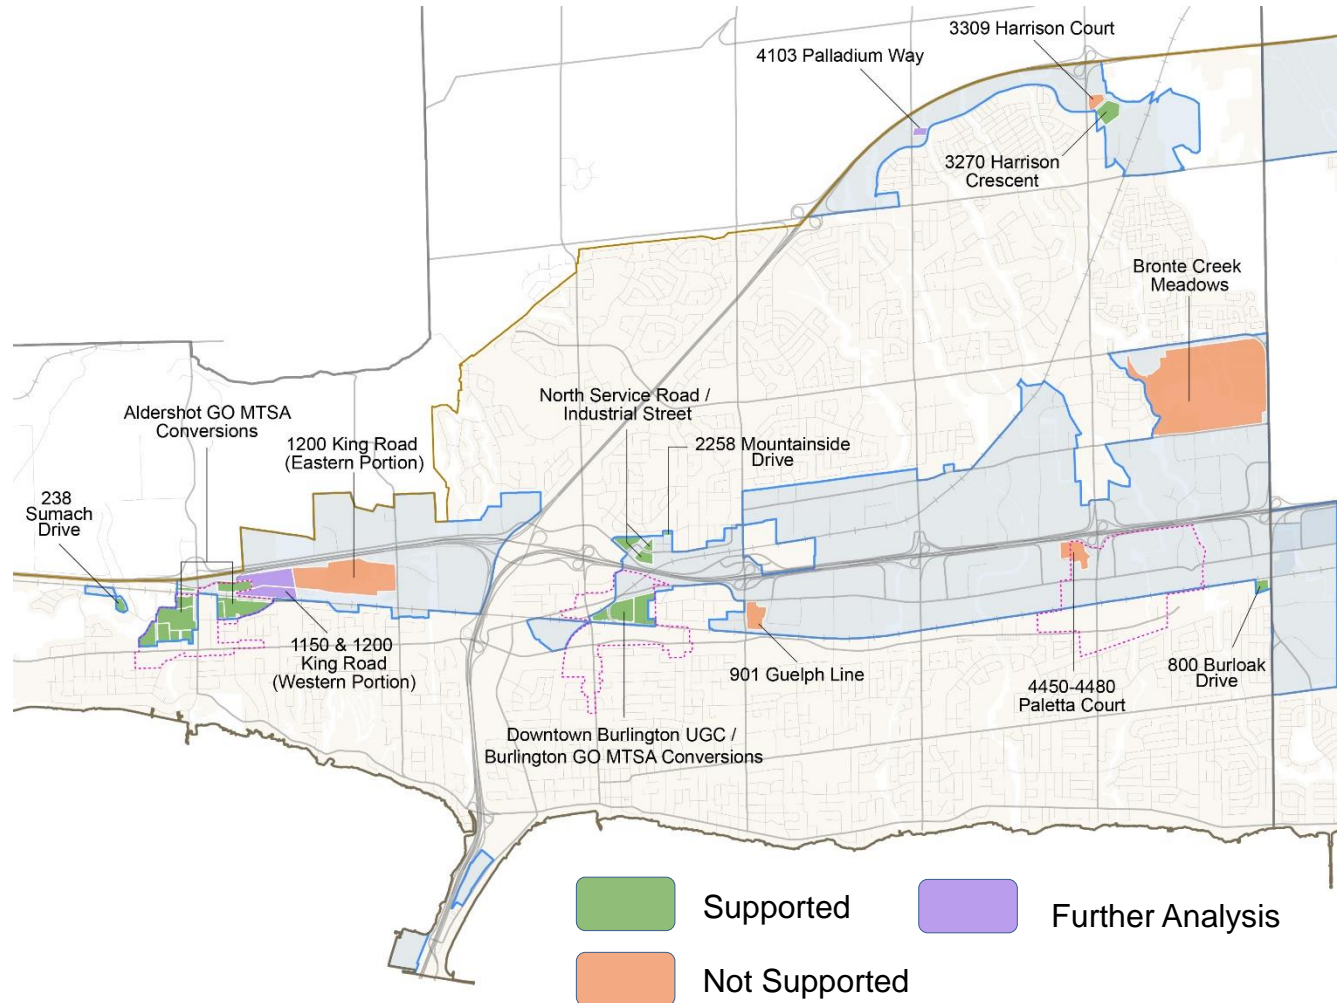 3309 Harrison Court
4103 Palladium Way
3270 Harrison
Crescent
Bronte Creek
Meadows
North Service Road /
Industrial Street
Aldershot GO MTSA
Conversions
1200 King Road
(Eastern Portion)
2258 Mountainside
Drive
238
Sumach
Drive
1150 & 1200
King Road
(Western Portion)
901 Guelph Line
4450-4480
Paletta Court
800 Burloak
Drive
Downtown Burlington UGC /
Burlington GO MTSA Conversions
Supported
Further Analysis
Not Supported